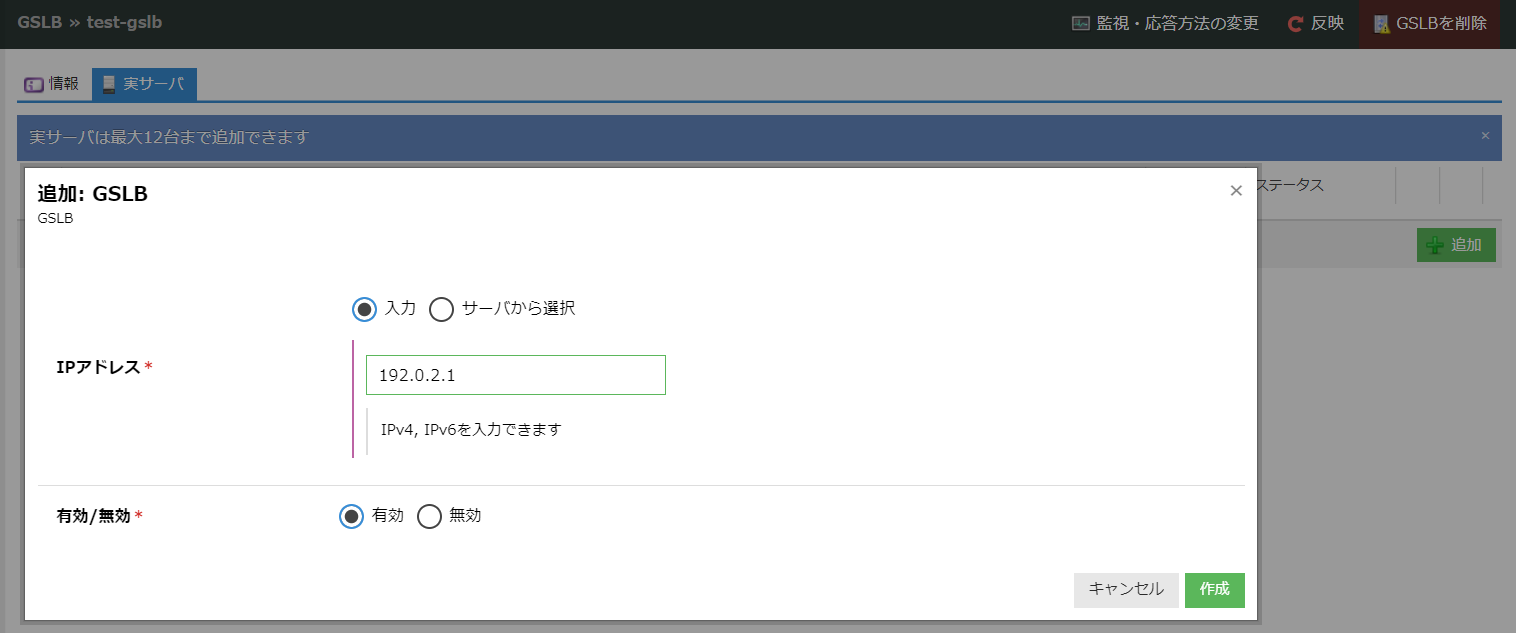 GSLB » test-gslb
監視・応答方法の変更
反映
GSLBを削除
情報
実サーバ
実サーバは最大12台まで追加できます
×
ステータス
追加
追加: GSLB
×
GSLB
入力 サーバから選択
IPアドレス *
192.0.2.1
IPv4, IPv6を入力できます
有効/無効 *
有効 無効
キャンセル 作成